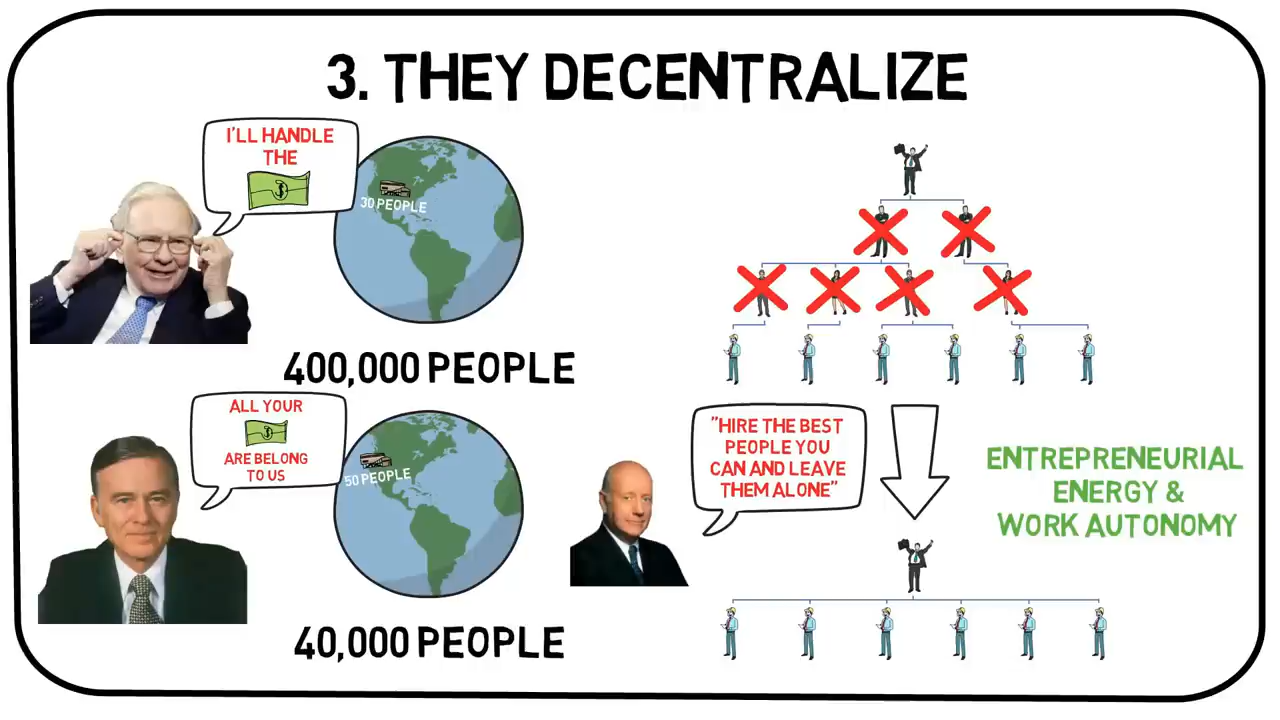 3. THEY DECENTRALIZE
I'LL HANDLE
THE
30 PEOPLE
400,000 PEOPLE
ALL YOUR
ARE BELONG
TO US
50 PEOPLE
40,000 PEOPLE
"HIRE THE BEST
PEOPLE YOU
CAN AND LEAVE
THEM ALONE"
ENTREPRENEURIAL
ENERGY &
WORK AUTONOMY